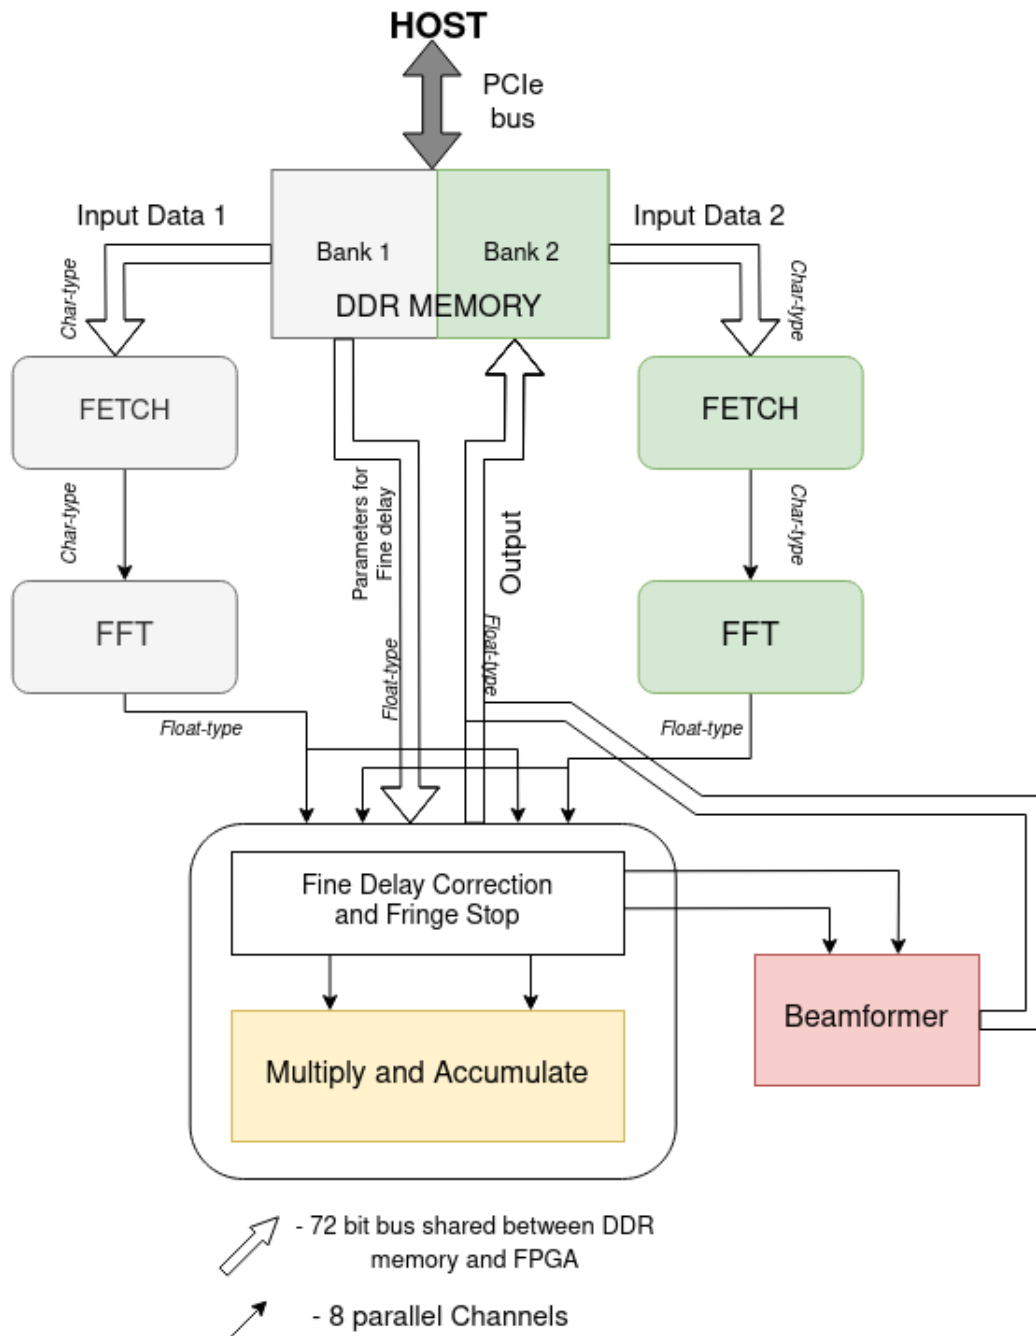 HOST
PCIe
bus
Input Data 1
Input Data 2
Bank 1
Bank 2
DDR MEMORY
Char-type
Char-type
FETCH
FETCH
Char-type
Char-type
Parameters for
Fine delay
Output
FFT
FFT
Float-type
Float-type
Float-type
Float-type
Fine Delay Correction
and Fringe Stop
Multiply and Accumulate
Beamformer
- 72 bit bus shared between DDR
memory and FPGA
- 8 parallel Channels